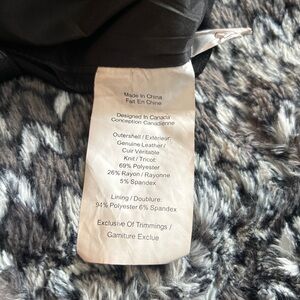 Made In China
Fait En Chine
Designed In Canada
Conception Canadienne
Outershell / Extérieur:
Genuine Leather /
Cuir Véritable
Knit / Tricot:
69% Polyester
26% Rayon / Rayonne
5% Spandex
Lining / Doublure:
94% Polyester 6% Spandex
Exclusive Of Trimmings /
Garniture Exclue